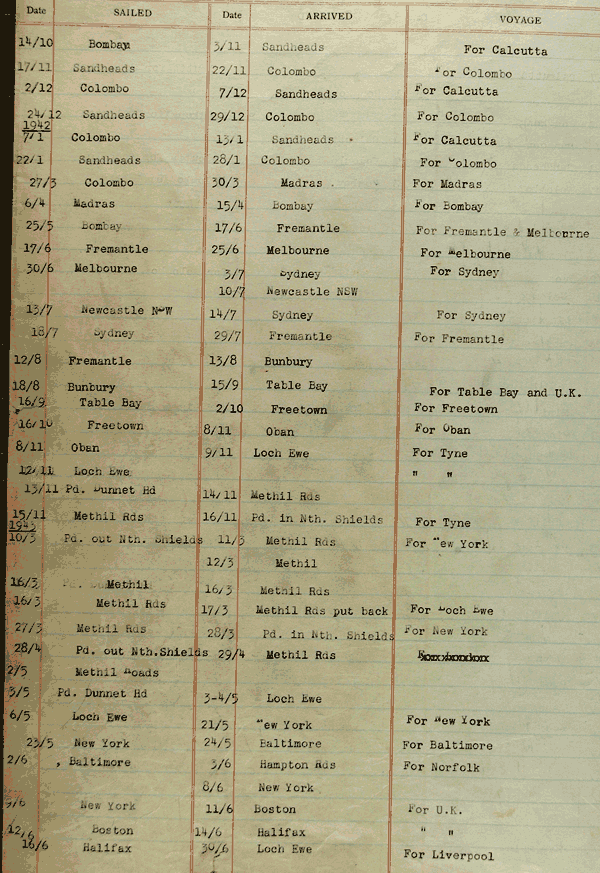 Date SAILED Date ARRIVED VOYAGE
14/10 Bombay 3/11 Sandheads For Calcutta
17/11 Sandheads 22/11 Colombo For Colombo
2/12 Colombo 7/12 Sandheads For Calcutta
24/12 Sandheads 29/12 Colombo For Colombo
1942
7/1 Colombo 13/1 Sandheads For Calcutta
22/1 Sandheads 28/1 Colombo For Colombo
27/3 Colombo 30/3 Madras For Madras
6/4 Madras 15/4 Bombay For Bombay
25/5 Bombay 17/6 Fremantle For Fremantle & Melbourne
17/6 Fremantle 25/6 Melbourne For Melbourne
30/6 Melbourne 3/7 Sydney For Sydney
10/7 Newcastle NSW
13/7 Newcastle NSW 14/7 Sydney For Sydney
18/7 Sydney 29/7 Fremantle For Fremantle
12/8 Fremantle 13/8 Bunbury
18/8 Bunbury 15/9 Table Bay For Table Bay and U.K.
16/9 Table Bay 2/10 Freetown For Freetown
16/10 Freetown 8/11 Oban For Oban
8/11 Oban 9/11 Loch Ewe For Tyne
12/11 Loch Ewe " "
13/11 Pd. Dunnet Hd 14/11 Methil Rds
15/11 Methil Rds 16/11 Pd. in Nth. Shields For Tyne
1943
10/3 Pd. out Nth. Shields 11/3 Methil Rds For New York
12/3 Methil
16/3 Methil 16/3 Methil Rds
16/3 Methil Rds 17/3 Methil Rds put back For Loch Ewe
27/3 Methil Rds 28/3 Pd. in Nth. Shields For New York
28/4 Pd. out Nth.Shields 29/4 Methil Rds
2/5 Methil Roads
3/5 Pd. Dunnet Hd 3-4/5 Loch Ewe
6/5 Loch Ewe 21/5 New York For New York
23/5 New York 24/5 Baltimore For Baltimore
2/6 Baltimore 3/6 Hampton Rds For Norfolk
8/6 New York
9/6 New York 11/6 Boston For U.K.
12/6 Boston 14/6 Halifax " "
16/6 Halifax 30/6 Loch Ewe For Liverpool